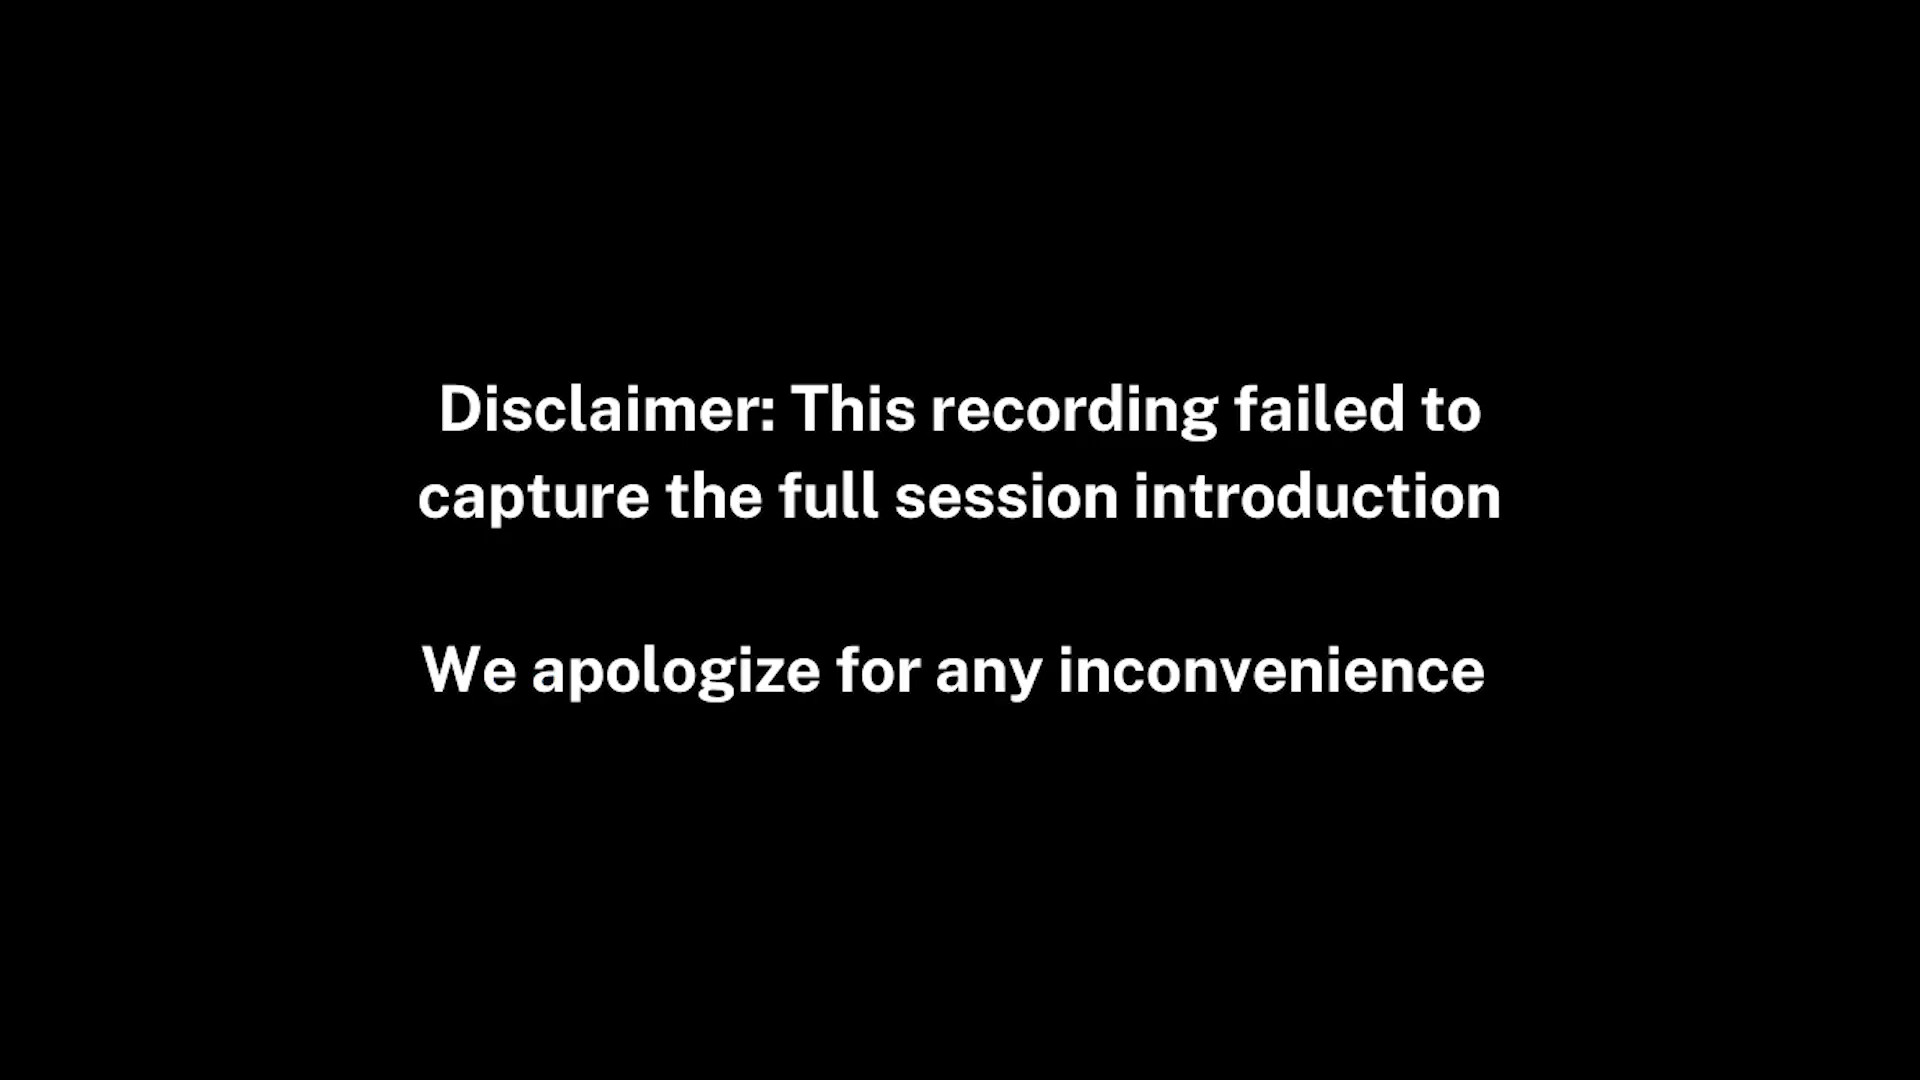 Disclaimer: This recording failed to
capture the full session introduction
We apologize for any inconvenience